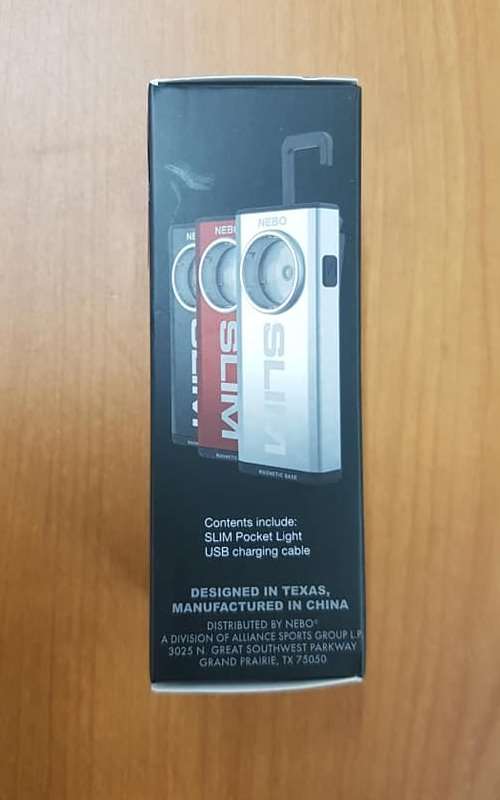 NEBO
SLIM
NEBO
SLIM
MAGNETIC BASE
Contents include:
SLIM Pocket Light
USB charging cable
DESIGNED IN TEXAS,
MANUFACTURED IN CHINA
DISTRIBUTED BY NEBO®
A DIVISION OF ALLIANCE SPORTS GROUP L.P.
3025 N. GREAT SOUTHWEST PARKWAY
GRAND PRAIRIE, TX 75050